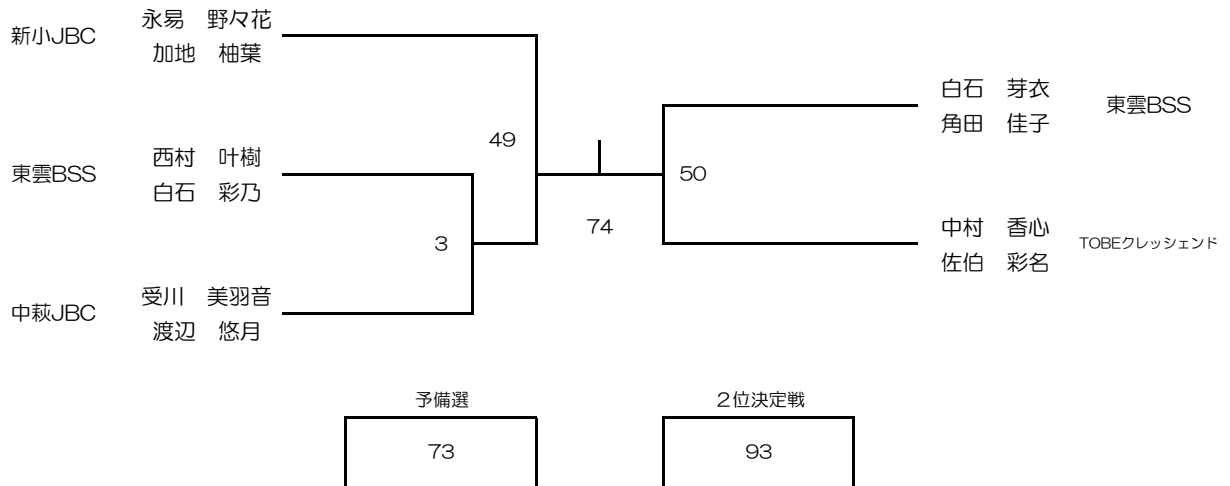 新小JBC
永易 野々花
加地 柚葉
49
東雲BSS
西村 叶樹
白石 彩乃
3
中萩JBC
受川 美羽音
渡辺 悠月
74
50
白石 芽衣
角田 佳子
東雲BSS
中村 香心
佐伯 彩名
TOBEクレッシェンド
予備選
73
２位決定戦
93